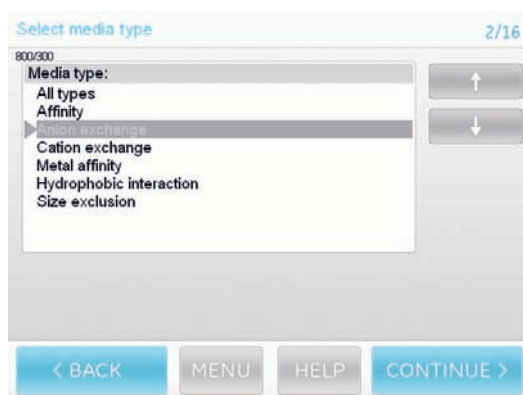 Select media type
2/16
800/300
Media type:
All types
Affinity
Anion exchange
Cation exchange
Metal affinity
Hydrophobic interaction
Size exclusion
< BACK
MENU
HELP
CONTINUE >